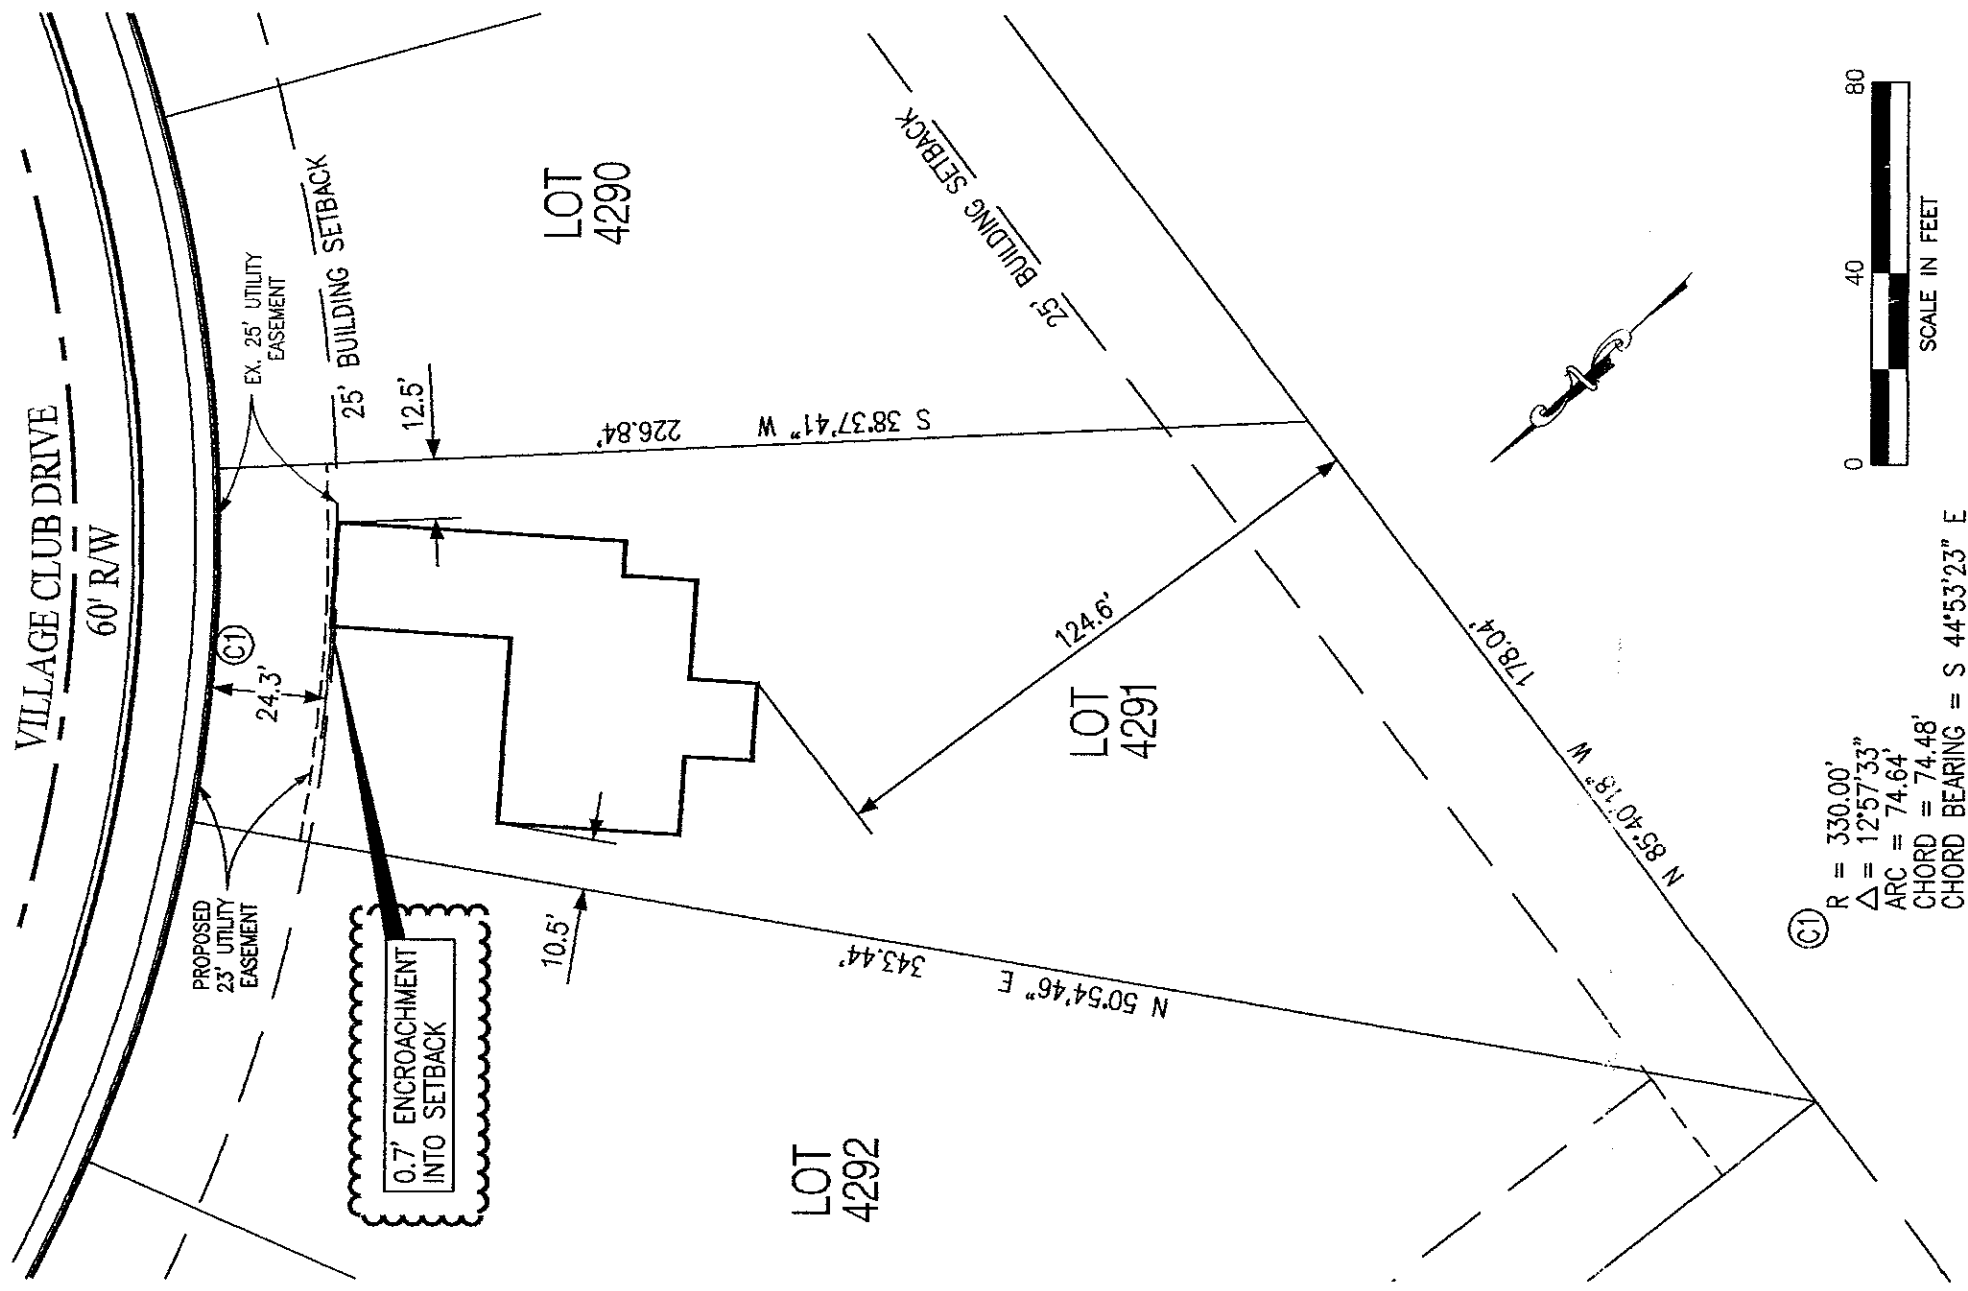 VILLAGE CLUB DRIVE
60' R/W
EX. 25' UTILITY
EASEMENT
25' BUILDING SETBACK
LOT
4290
25' BUILDING SETBACK
12.5'
S 38°37'41" W
226.84'
C1
24.3'
PROPOSED
23' UTILITY
EASEMENT
0.7' ENCROACHMENT
INTO SETBACK
10.5'
124.6'
LOT
4291
N 50°54'46" E
343.44'
N 85°40'18" W
178.04'
LOT
4292
0
40
80
SCALE IN FEET
C1
R = 330.00'
Δ = 12°57'33"
ARC = 74.64'
CHORD = 74.48'
CHORD BEARING = S 44°53'23" E